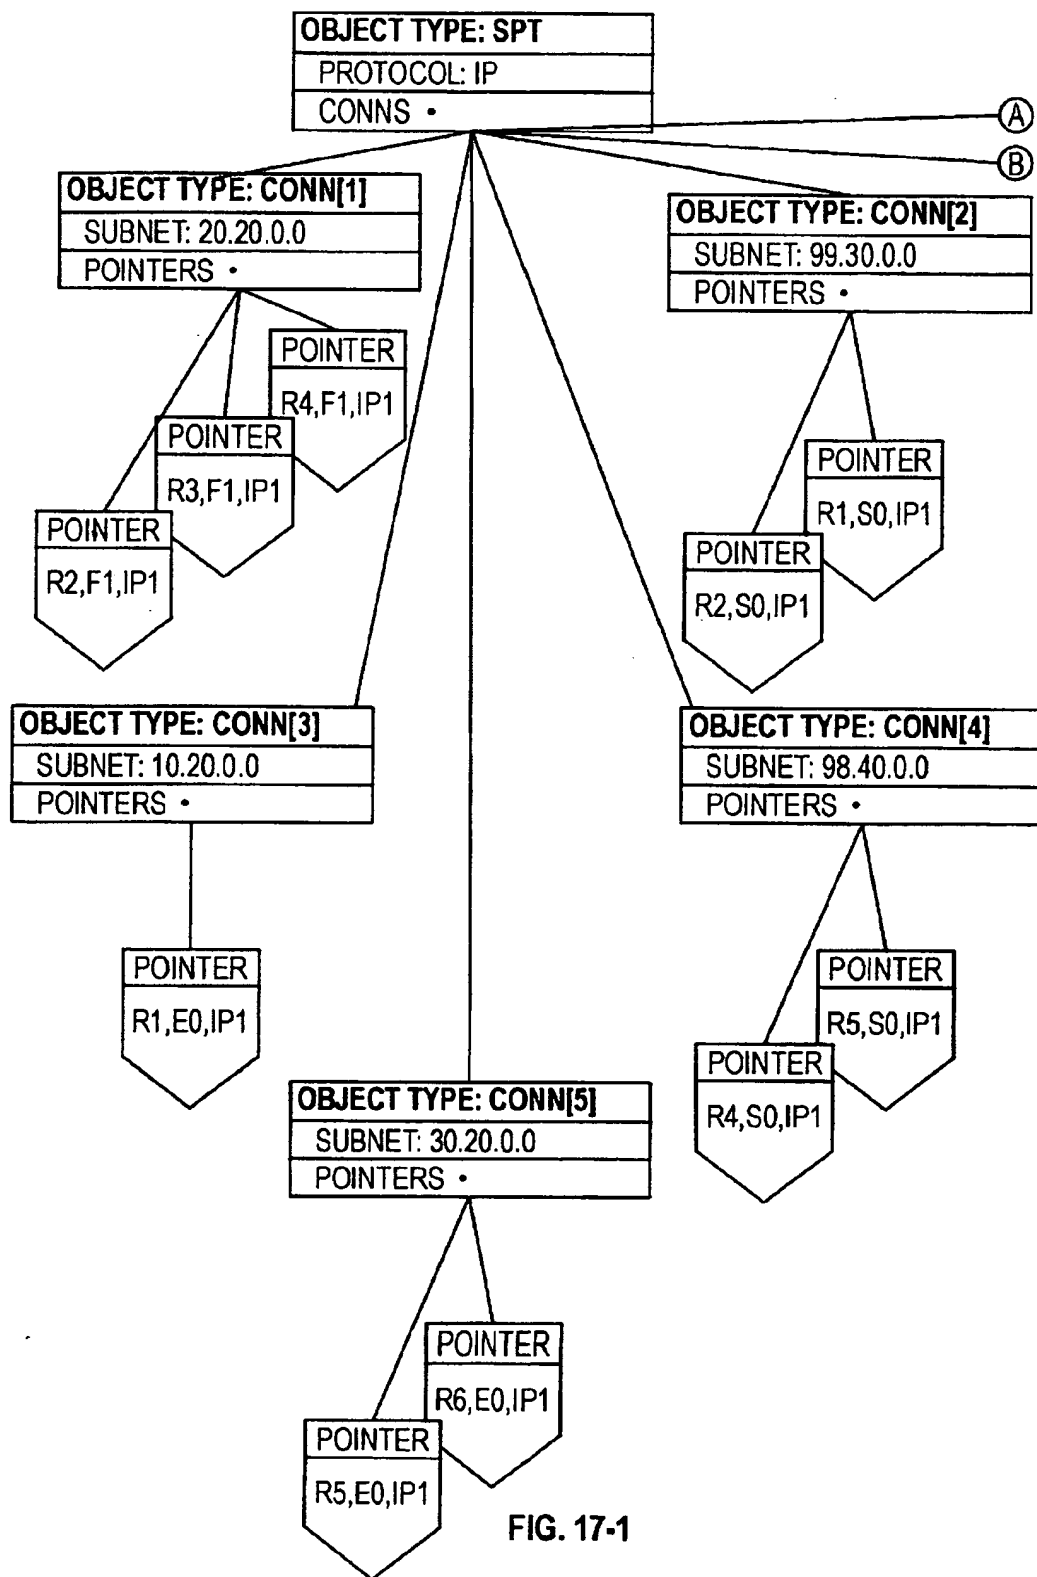 OBJECT TYPE: SPT
PROTOCOL: IP
CONNS •
A
B
OBJECT TYPE: CONN[1]
SUBNET: 20.20.0.0
POINTERS •
OBJECT TYPE: CONN[2]
SUBNET: 99.30.0.0
POINTERS •
POINTER
R4,F1,IP1
POINTER
R3,F1,IP1
POINTER
R2,F1,IP1
POINTER
R1,S0,IP1
POINTER
R2,S0,IP1
OBJECT TYPE: CONN[3]
SUBNET: 10.20.0.0
POINTERS •
OBJECT TYPE: CONN[4]
SUBNET: 98.40.0.0
POINTERS •
POINTER
R1,E0,IP1
POINTER
R5,S0,IP1
POINTER
R4,S0,IP1
OBJECT TYPE: CONN[5]
SUBNET: 30.20.0.0
POINTERS •
POINTER
R6,E0,IP1
POINTER
R5,E0,IP1
FIG. 17-1